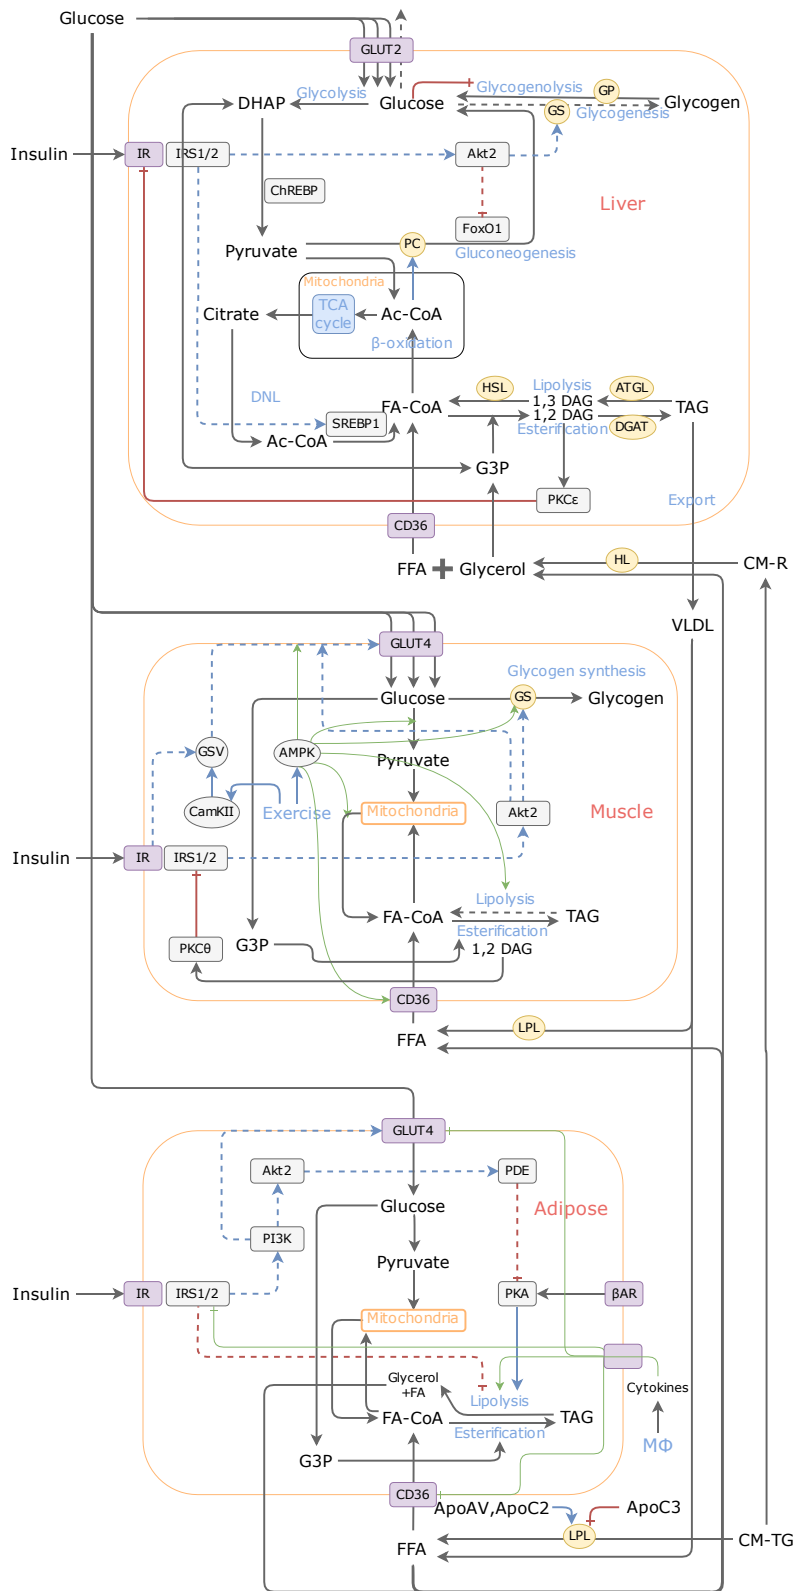 Glucose
GLUT2
Glycolysis
Glycogenolysis
GP
DHAP
Glucose
Glycogen
GS
Glycogenesis
Insulin
IR
IRS1/2
Akt2
ChREBP
Liver
FoxO1
PC
Pyruvate
Gluconeogenesis
Mitochondria
TCA
cycle
Citrate
Ac-CoA
β-oxidation
HSL
Lipolysis
ATGL
DNL
FA-CoA
1,3 DAG
TAG
1,2 DAG
SREBP1
Esterification
DGAT
Ac-CoA
G3P
PKCε
Export
CD36
FFA
Glycerol
HL
CM-R
VLDL
GLUT4
Glycogen synthesis
Glucose
GS
Glycogen
GSV
AMPK
Pyruvate
CamKII
Exercise
Mitochondria
Akt2
Muscle
Insulin
IR
IRS1/2
Lipolysis
FA-CoA
TAG
Esterification
PKCθ
G3P
1,2 DAG
CD36
LPL
FFA
GLUT4
Akt2
PDE
Glucose
Adipose
PI3K
Pyruvate
Insulin
IR
IRS1/2
PKA
βAR
Mitochondria
Glycerol
+FA
Cytokines
Lipolysis
FA-CoA
TAG
Esterification
MΦ
G3P
CD36
ApoAV,ApoC2
ApoC3
LPL
CM-TG
FFA